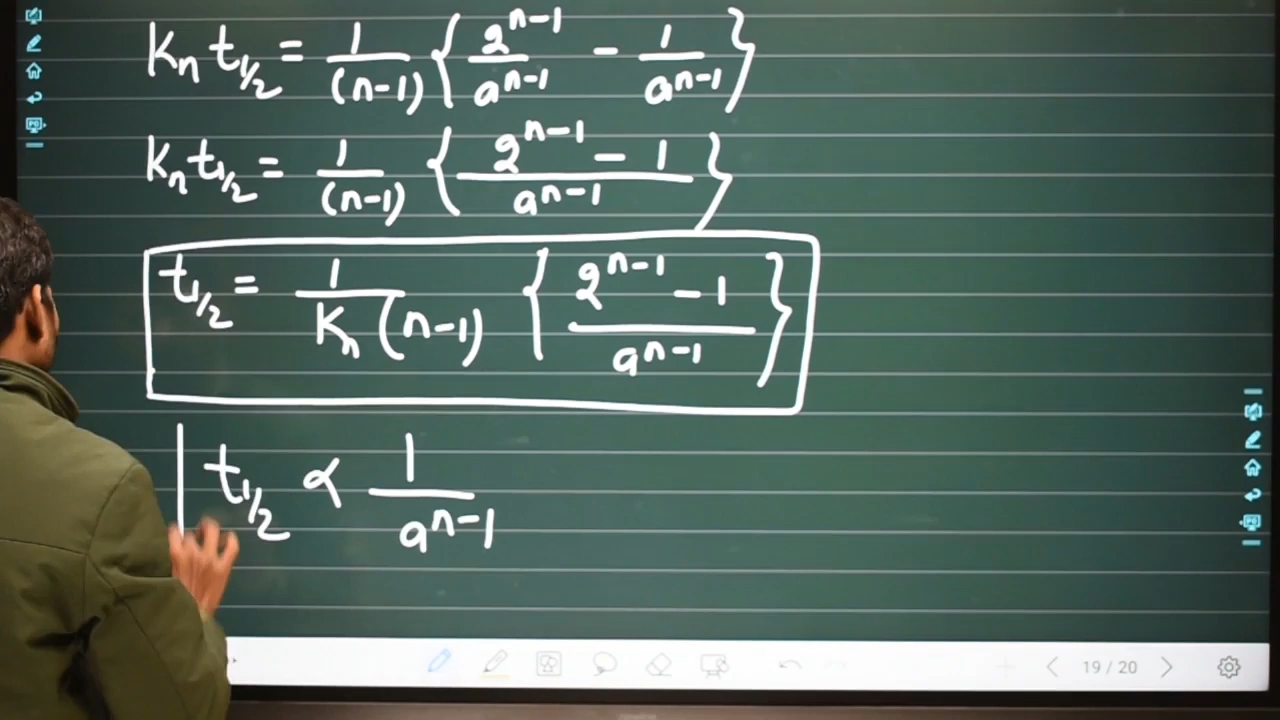 Kn t1/2 = 1/(n-1) { 2^(n-1)/a^(n-1) - 1/a^(n-1) }
Kn t1/2 = 1/(n-1) { (2^(n-1) - 1)/a^(n-1) }
t1/2 = 1/(Kn (n-1)) { (2^(n-1) - 1)/a^(n-1) }
t1/2 ∝ 1/a^(n-1)
19 / 20